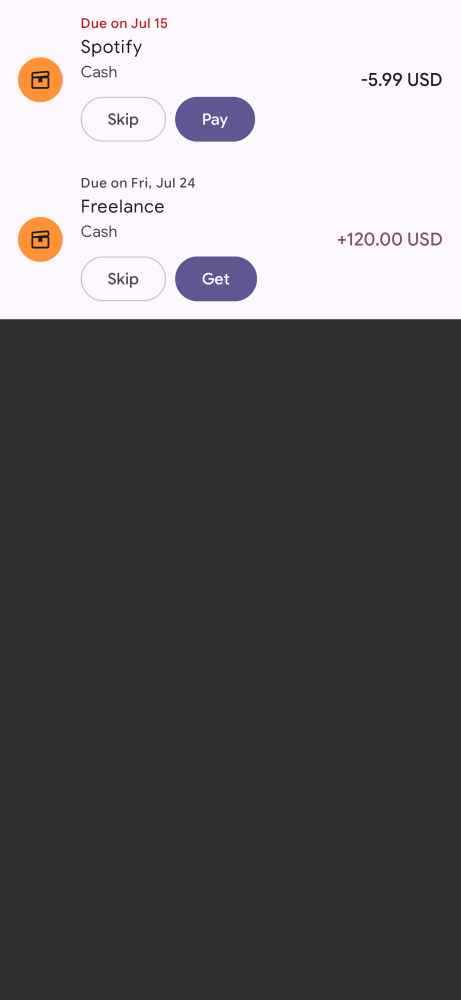 Due on Jul 15
Spotify
Cash
-5.99 USD
Skip
Pay
Due on Fri, Jul 24
Freelance
Cash
+120.00 USD
Skip
Get